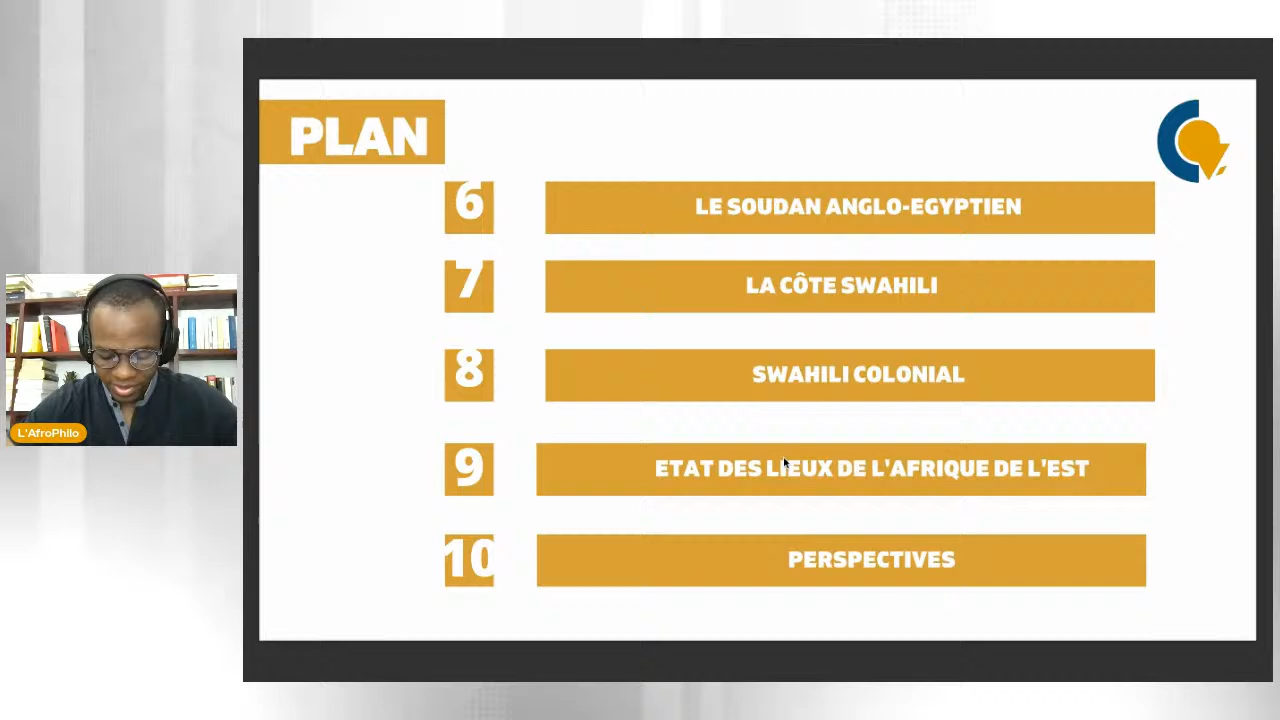 PLAN
6
LE SOUDAN ANGLO-EGYPTIEN
7
LA CÔTE SWAHILI
8
SWAHILI COLONIAL
9
ETAT DES LIEUX DE L'AFRIQUE DE L'EST
10
PERSPECTIVES
L'AfroPhilo